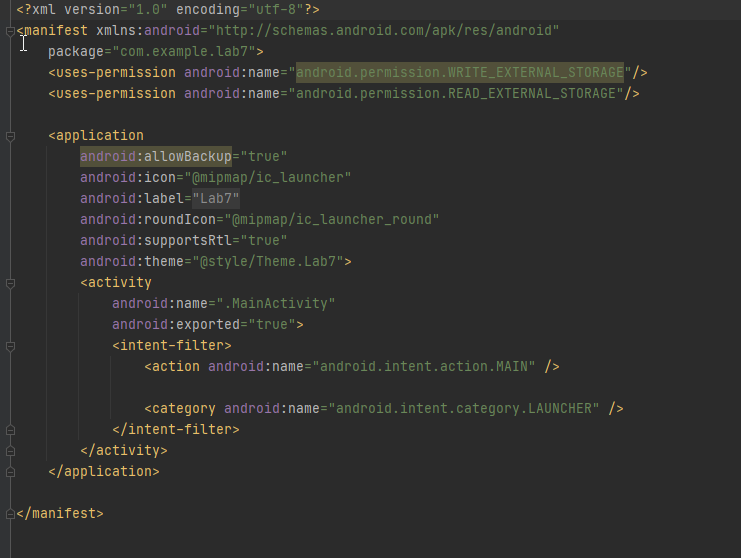 <?xml version="1.0" encoding="utf-8"?>
<manifest xmlns:android="http://schemas.android.com/apk/res/android"
    package="com.example.lab7">
    <uses-permission android:name="android.permission.WRITE_EXTERNAL_STORAGE"/>
    <uses-permission android:name="android.permission.READ_EXTERNAL_STORAGE"/>

    <application
        android:allowBackup="true"
        android:icon="@mipmap/ic_launcher"
        android:label="Lab7"
        android:roundIcon="@mipmap/ic_launcher_round"
        android:supportsRtl="true"
        android:theme="@style/Theme.Lab7">
        <activity
            android:name=".MainActivity"
            android:exported="true">
            <intent-filter>
                <action android:name="android.intent.action.MAIN" />

                <category android:name="android.intent.category.LAUNCHER" />
            </intent-filter>
        </activity>
    </application>

</manifest>